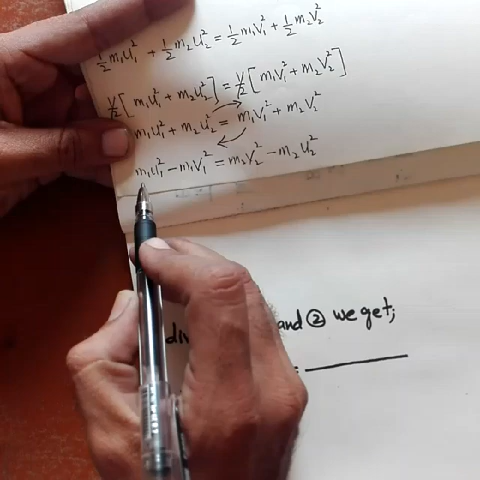 ½m₁u₁² + ½m₂u₂² = ½m₁v₁² + ½m₂v₂²
½[m₁u₁² + m₂u₂²] = ½[m₁v₁² + m₂v₂²]
m₁u₁² + m₂u₂² = m₁v₁² + m₂v₂²
m₁u₁² - m₁v₁² = m₂v₂² - m₂u₂²
and ② we get;